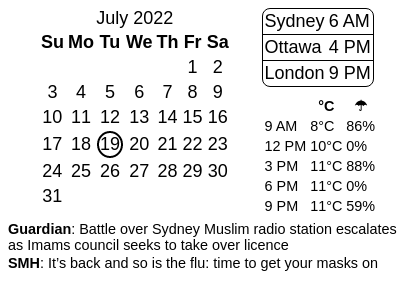 July 2022
Su Mo Tu We Th Fr Sa
1 2
3 4 5 6 7 8 9
10 11 12 13 14 15 16
17 18 19 20 21 22 23
24 25 26 27 28 29 30
31
Sydney 6 AM
Ottawa 4 PM
London 9 PM
°C ☂
9 AM 8°C 86%
12 PM 10°C 0%
3 PM 11°C 88%
6 PM 11°C 0%
9 PM 11°C 59%
Guardian: Battle over Sydney Muslim radio station escalates
as Imams council seeks to take over licence
SMH: It’s back and so is the flu: time to get your masks on